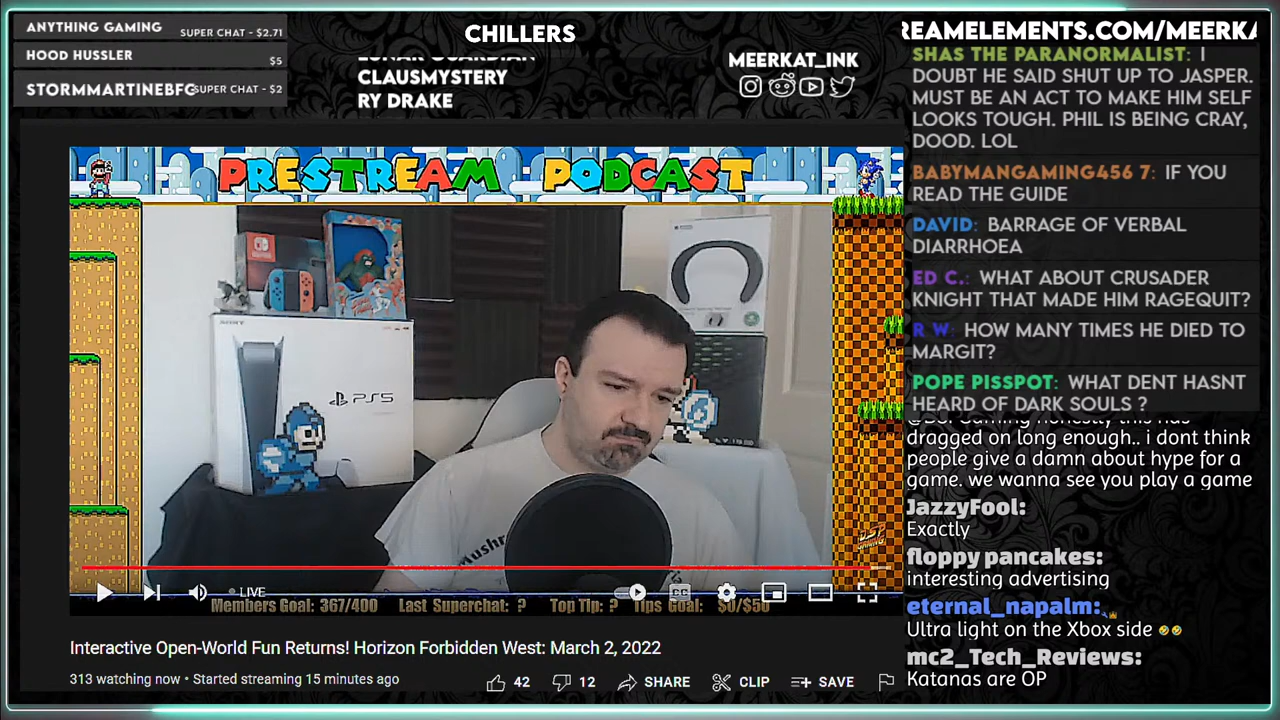 ANYTHING GAMING
SUPER CHAT - $2.71
HOOD HUSSLER
$5
STORMMARTINEBFG
SUPER CHAT - $2
CHILLERS
CLAUSMYSTERY
RY DRAKE
MEERKAT_INK
REAMELEMENTS.COM/MEERKA
SHAS THE PARANORMALIST: I
DOUBT HE SAID SHUT UP TO JASPER.
MUST BE AN ACT TO MAKE HIM SELF
LOOKS TOUGH. PHIL IS BEING CRAY,
DOOD. LOL
BABYMANGAMING456 7: IF YOU
READ THE GUIDE
DAVID: BARRAGE OF VERBAL
DIARRHOEA
ED C.: WHAT ABOUT CRUSADER
KNIGHT THAT MADE HIM RAGEQUIT?
R W: HOW MANY TIMES HE DIED TO
MARGIT?
POPE PISSPOT: WHAT DENT HASNT
HEARD OF DARK SOULS ?
dragged on long enough.. i dont think
people give a damn about hype for a
game. we wanna see you play a game
JazzyFool:
Exactly
floppy pancakes:
interesting advertising
eternal_napalm:
Ultra light on the Xbox side 🤣🤣
mc2_Tech_Reviews:
Katanas are OP
PRESTREAM PODCAST
SONY
PS5
Mush
DSP
GAMING
LIVE
CC
Members Goal: 367/400 Last Superchat: ? Top Tip: ? Tips Goal: $0/$50
Interactive Open-World Fun Returns! Horizon Forbidden West: March 2, 2022
313 watching now • Started streaming 15 minutes ago
42
12
SHARE
CLIP
SAVE